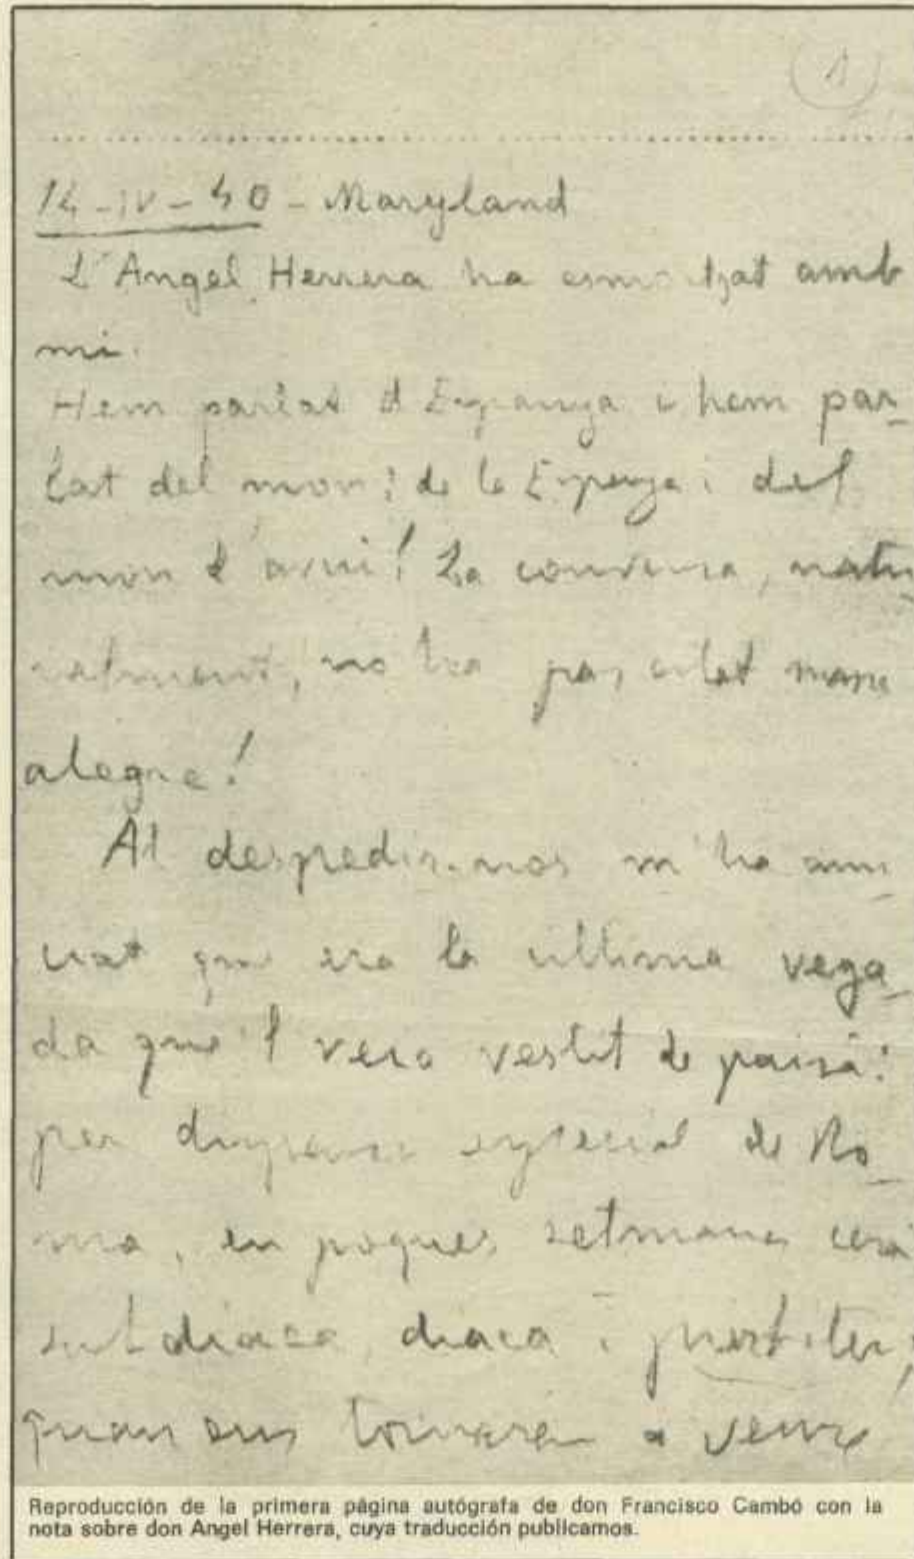 1
14-IV-40 - Maryland
L'Angel Herrera ha esmortzat amb
mi.
Hem parlat d'Espanya i hem par-
lat del mon: de la Espanya i del
mon d'avui! La conversa, natu-
ralment, no ha pas estat massa
alegre!
Al despedir-nos m'ha anun
ciat que era la ultima vega-
da que'l veia vestit de paisà:
per dispensa especial de Ro-
ma, en poques setmanes serà
subdiaca, diaca i presbiter;
quan ens tornarem a veure
Reproducción de la primera página autógrafa de don Francisco Cambó con la
nota sobre don Angel Herrera, cuya traducción publicamos.